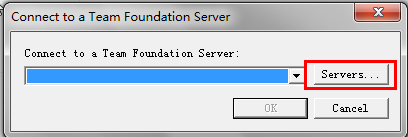 Connect to a Team Foundation Server
Connect to a Team Foundation Server:
Servers...
OK
Cancel